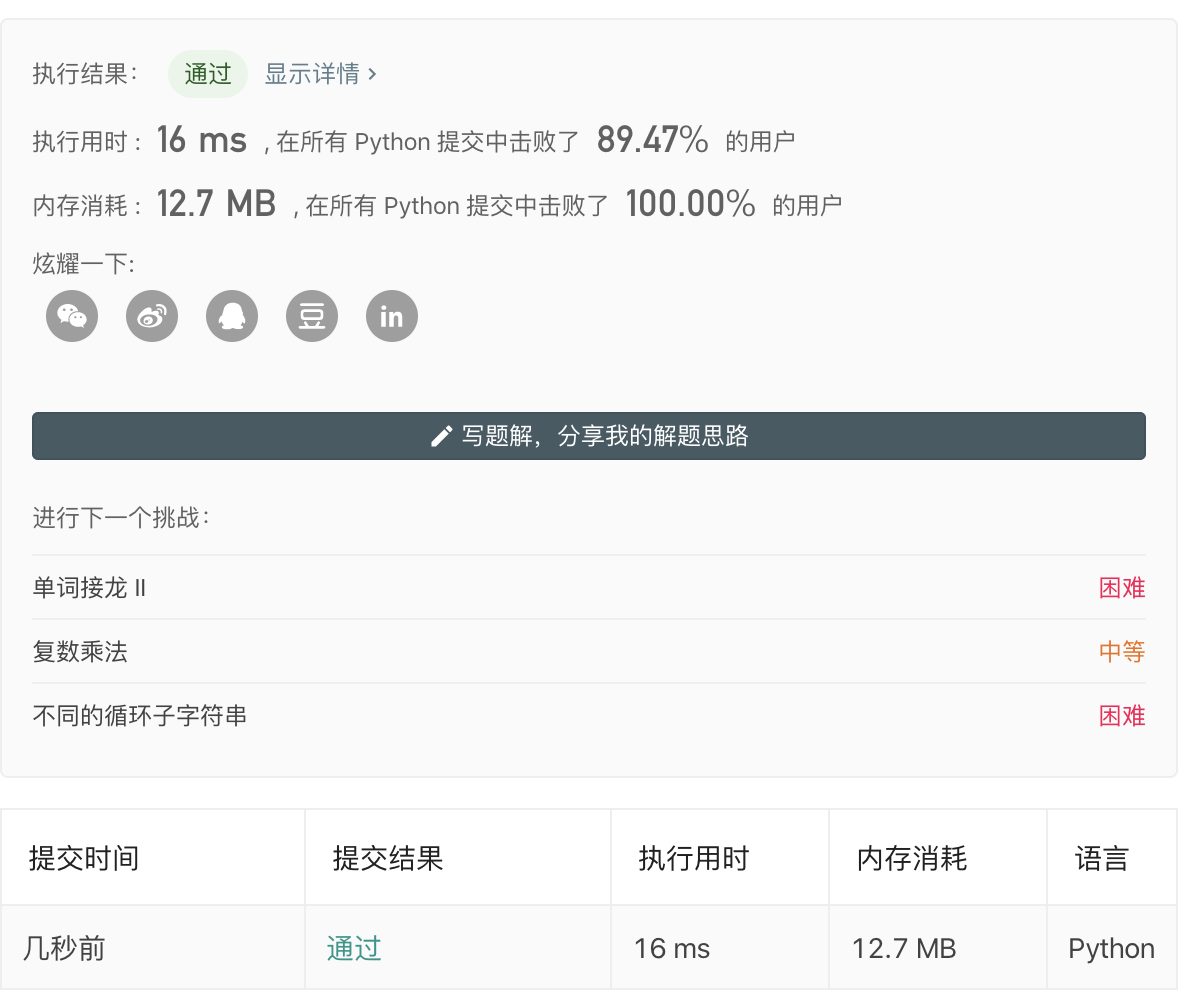 执行结果： 通过 显示详情 ›
执行用时 : 16 ms , 在所有 Python 提交中击败了 89.47% 的用户
内存消耗 : 12.7 MB , 在所有 Python 提交中击败了 100.00% 的用户
炫耀一下:
豆 in
写题解，分享我的解题思路
进行下一个挑战：
单词接龙 II 困难
复数乘法 中等
不同的循环子字符串 困难
提交时间 提交结果 执行用时 内存消耗 语言
几秒前 通过 16 ms 12.7 MB Python